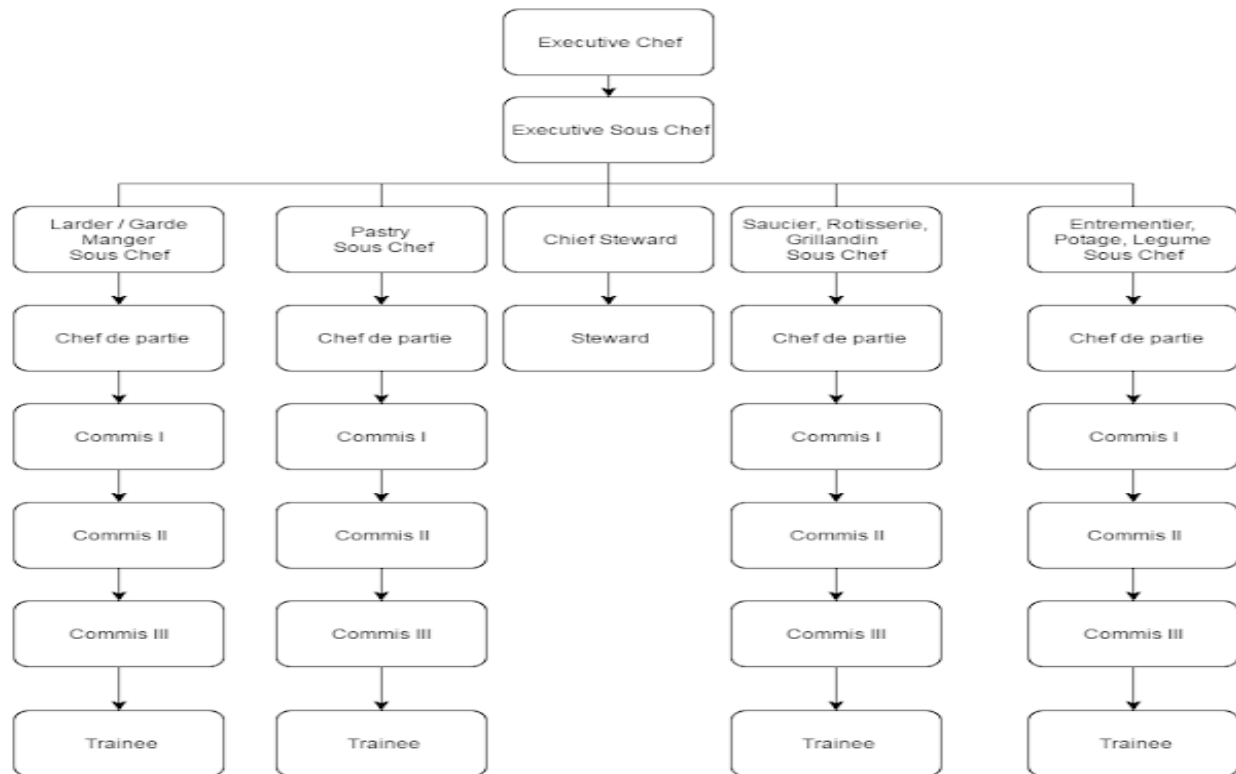 Executive Chef
Executive Sous Chef
Larder / Garde
Manger
Sous Chef
Pastry
Sous Chef
Chief Steward
Saucier, Rotisserie,
Grillandin
Sous Chef
Entrementier,
Potage, Legume
Sous Chef
Chef de partie
Chef de partie
Steward
Chef de partie
Chef de partie
Commis I
Commis I
Commis I
Commis I
Commis II
Commis II
Commis II
Commis II
Commis III
Commis III
Commis III
Commis III
Trainee
Trainee
Trainee
Trainee